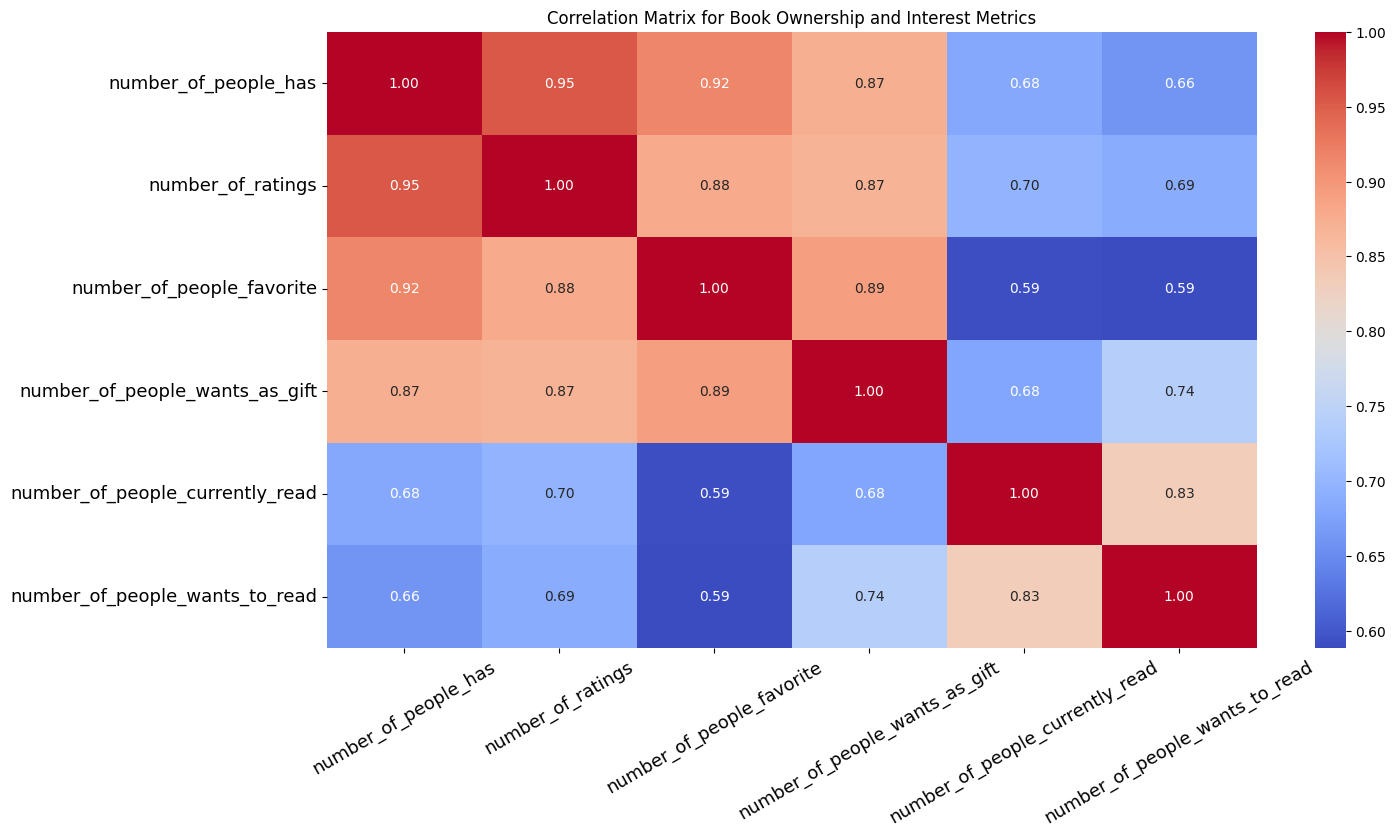 Correlation Matrix for Book Ownership and Interest Metrics
number_of_people_has 1.00 0.95 0.92 0.87 0.68 0.66
number_of_ratings 0.95 1.00 0.88 0.87 0.70 0.69
number_of_people_favorite 0.92 0.88 1.00 0.89 0.59 0.59
number_of_people_wants_as_gift 0.87 0.87 0.89 1.00 0.68 0.74
number_of_people_currently_read 0.68 0.70 0.59 0.68 1.00 0.83
number_of_people_wants_to_read 0.66 0.69 0.59 0.74 0.83 1.00
number_of_people_has
number_of_ratings
number_of_people_favorite
number_of_people_wants_as_gift
number_of_people_currently_read
number_of_people_wants_to_read
1.00
0.95
0.90
0.85
0.80
0.75
0.70
0.65
0.60